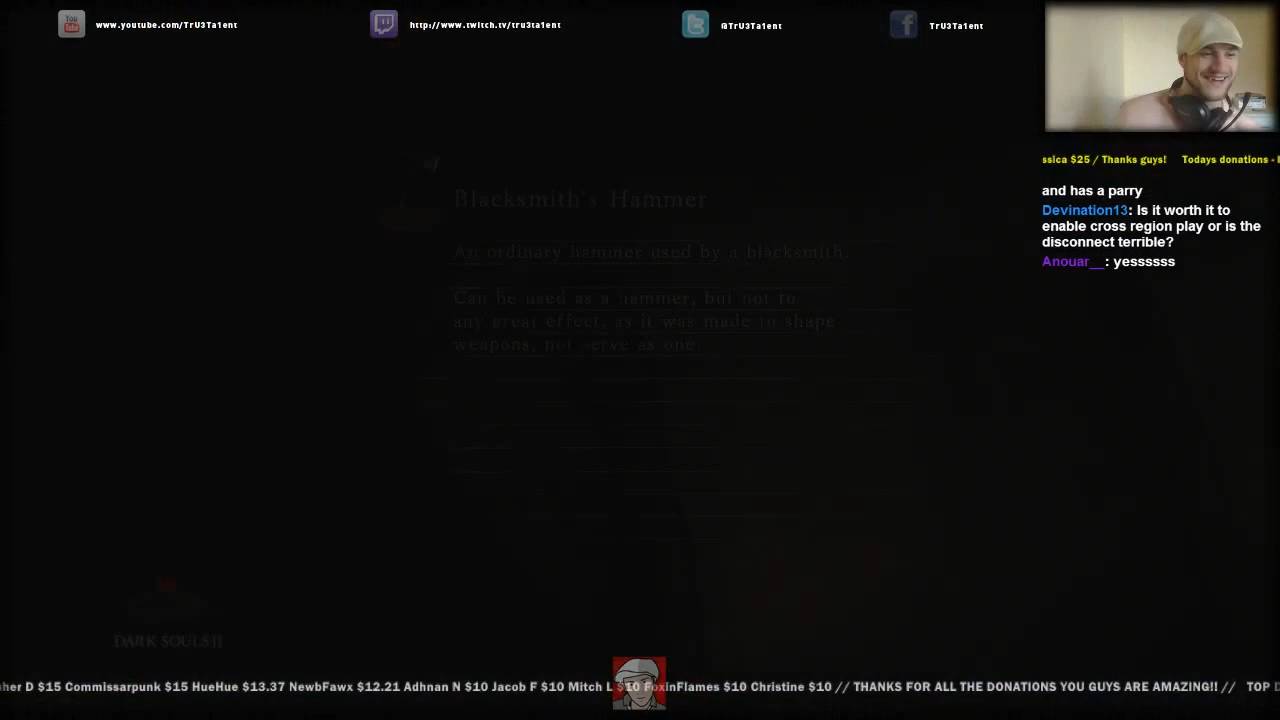 You
Tube
www.youtube.com/TrU3Ta1ent
http://www.twitch.tv/tru3ta1ent
@TrU3Ta1ent
TrU3Ta1ent
ssica $25 / Thanks guys! Todays donations -
and has a parry
Devination13: Is it worth it to
enable cross region play or is the
disconnect terrible?
Anouar__: yessssss
Blacksmith's Hammer
An ordinary hammer used by a blacksmith.
Can be used as a hammer, but not to
any great effect, as it was made to shape
weapons, not serve as one.
DARK SOULS II
her D $15 Commissarpunk $15 HueHue $13.37 NewbFawx $12.21 Adhnan N $10 Jacob F $10 Mitch L $10 FoxinFlames $10 Christine $10 // THANKS FOR ALL THE DONATIONS YOU GUYS ARE AMAZING!! // TOP D